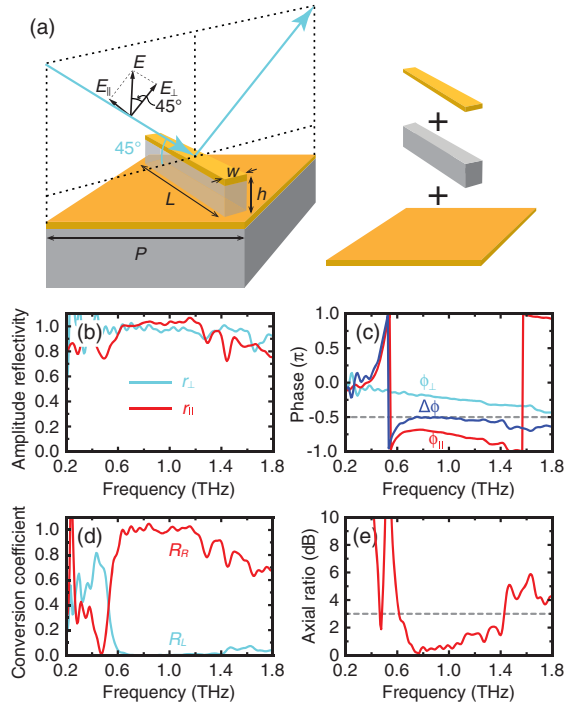 (a)
E
E∥
E⊥
45°
45°
w
h
L
P
+
+
(b)
1.0
0.8
0.6
0.4
0.2
0.0
Amplitude reflectivity
r⊥
r∥
0.2 0.6 1.0 1.4 1.8
Frequency (THz)
(c)
1.0
0.5
0.0
-0.5
-1.0
Phase (π)
ϕ⊥
Δϕ
ϕ∥
0.2 0.6 1.0 1.4 1.8
Frequency (THz)
(d)
1.0
0.8
0.6
0.4
0.2
0.0
Conversion coefficient
R_R
R_L
0.2 0.6 1.0 1.4 1.8
Frequency (THz)
(e)
10
8
6
4
2
0
Axial ratio (dB)
0.2 0.6 1.0 1.4 1.8
Frequency (THz)